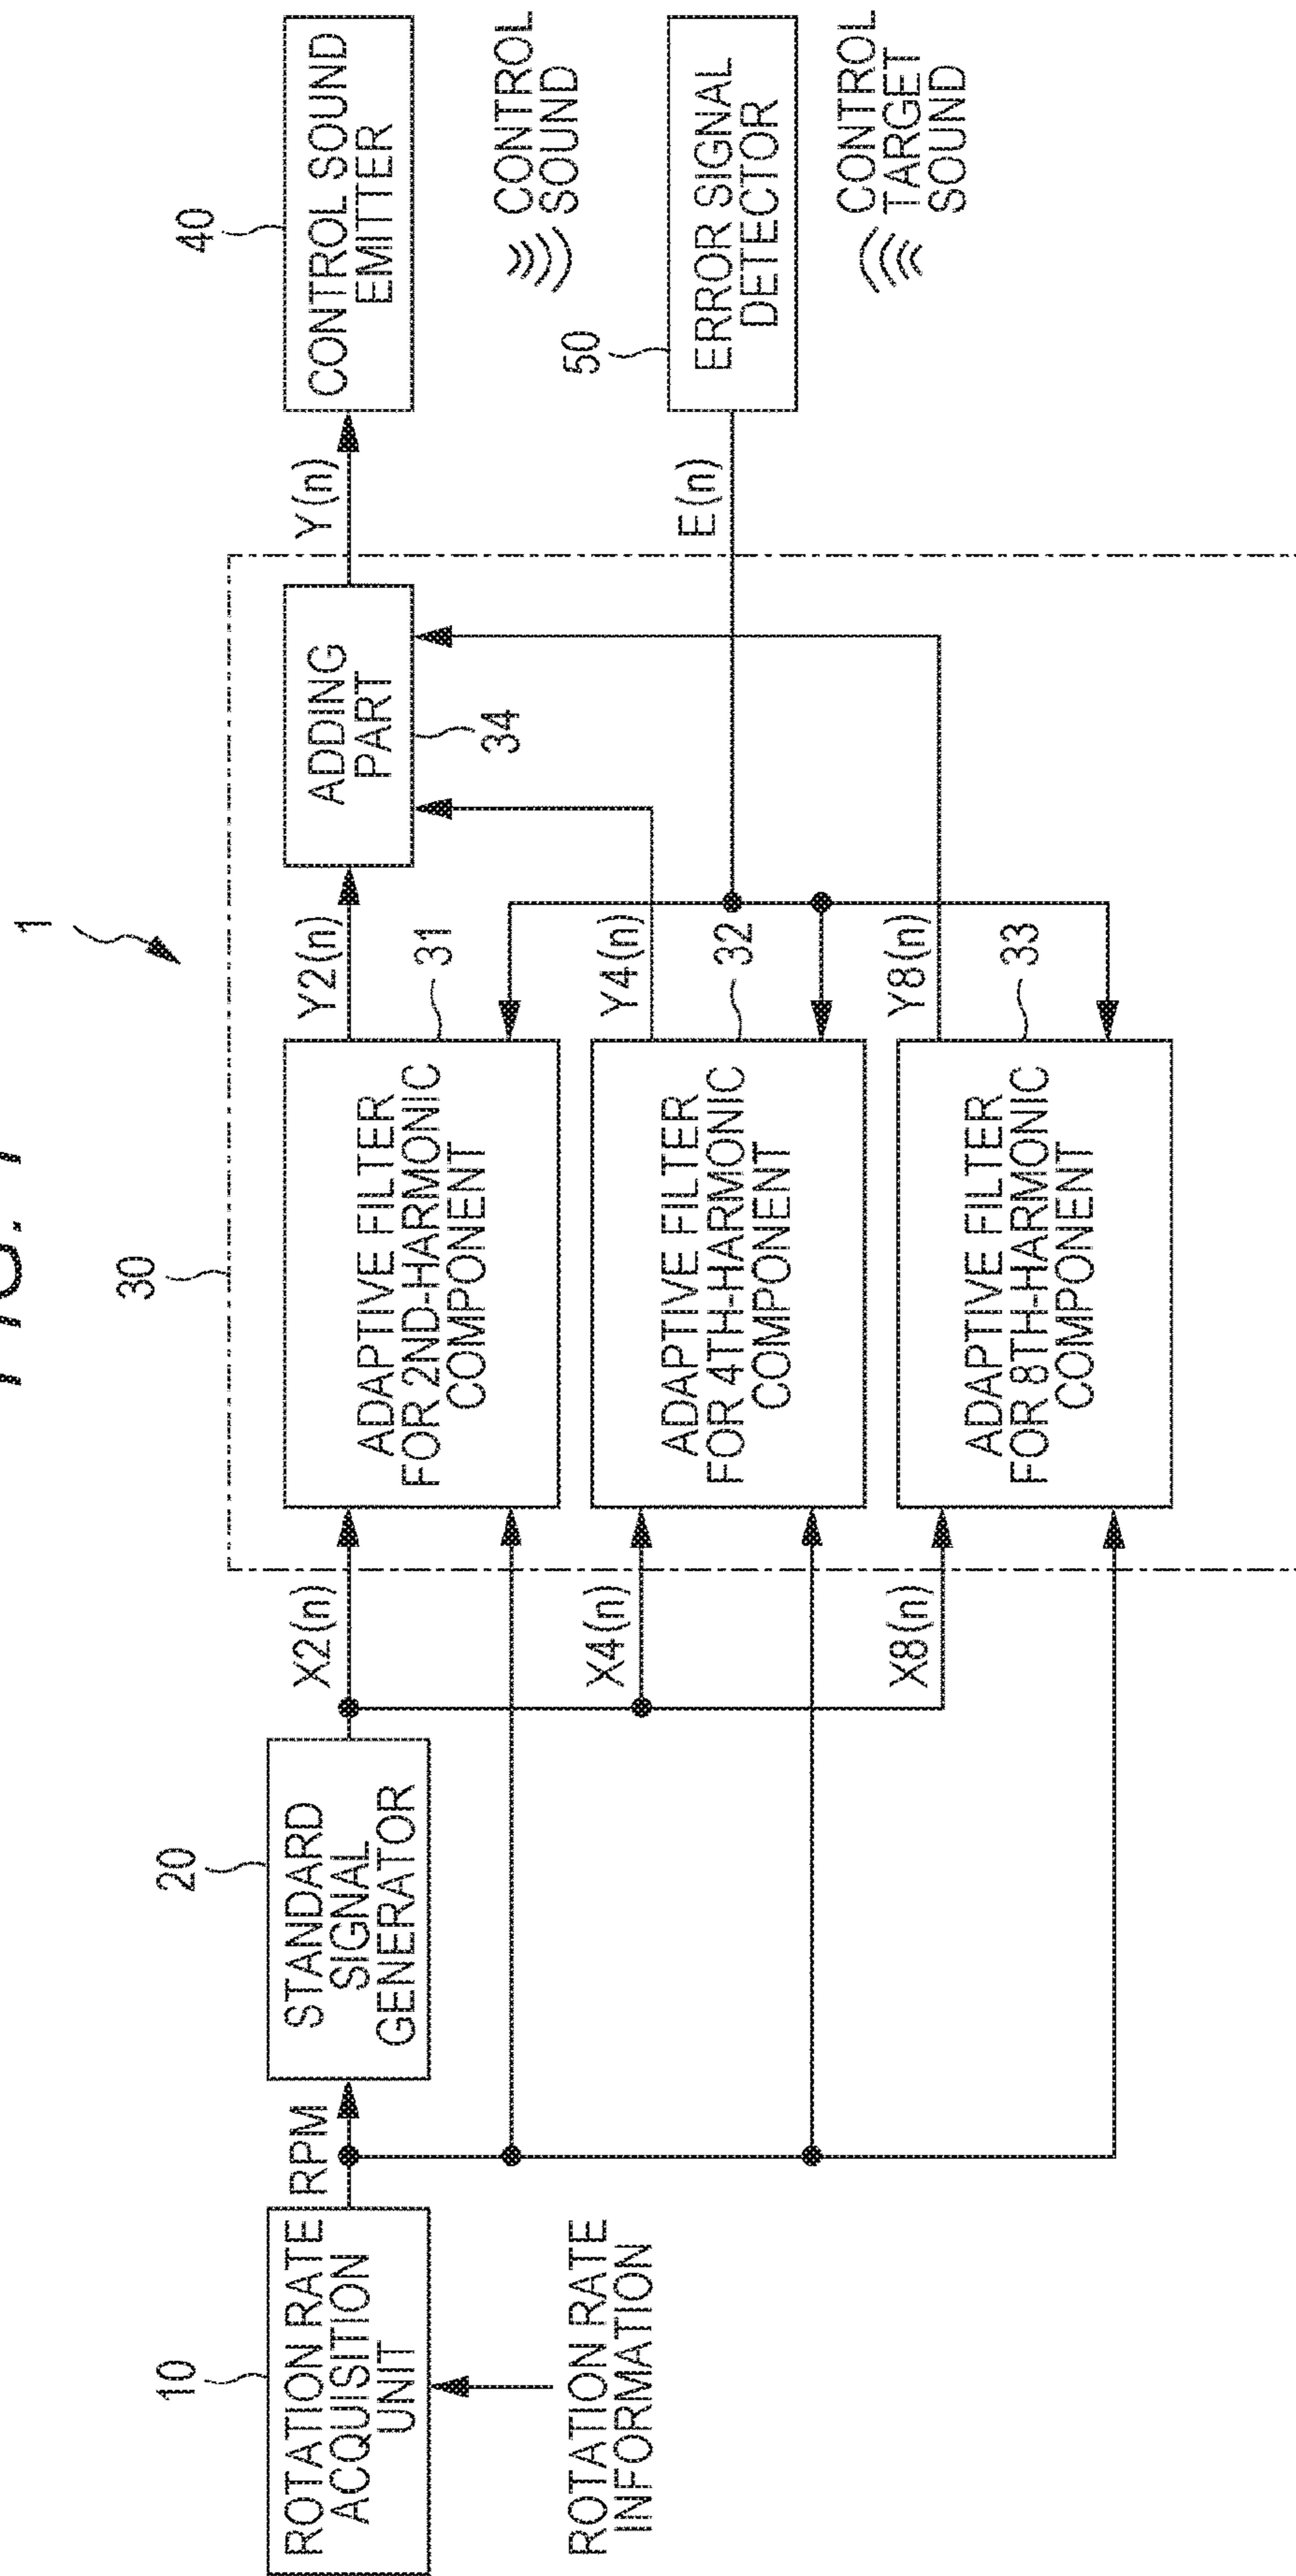 FIG. 1
1
10
ROTATION RATE
ACQUISITION
UNIT
ROTATION RATE
INFORMATION
RPM
20
STANDARD
SIGNAL
GENERATOR
X2(n)
X4(n)
X8(n)
30
ADAPTIVE FILTER
FOR 2ND-HARMONIC
COMPONENT
31
ADAPTIVE FILTER
FOR 4TH-HARMONIC
COMPONENT
32
ADAPTIVE FILTER
FOR 8TH-HARMONIC
COMPONENT
33
Y2(n)
Y4(n)
Y8(n)
ADDING
PART
34
Y(n)
E(n)
40
CONTROL SOUND
EMITTER
CONTROL
SOUND
50
ERROR SIGNAL
DETECTOR
CONTROL
TARGET
SOUND